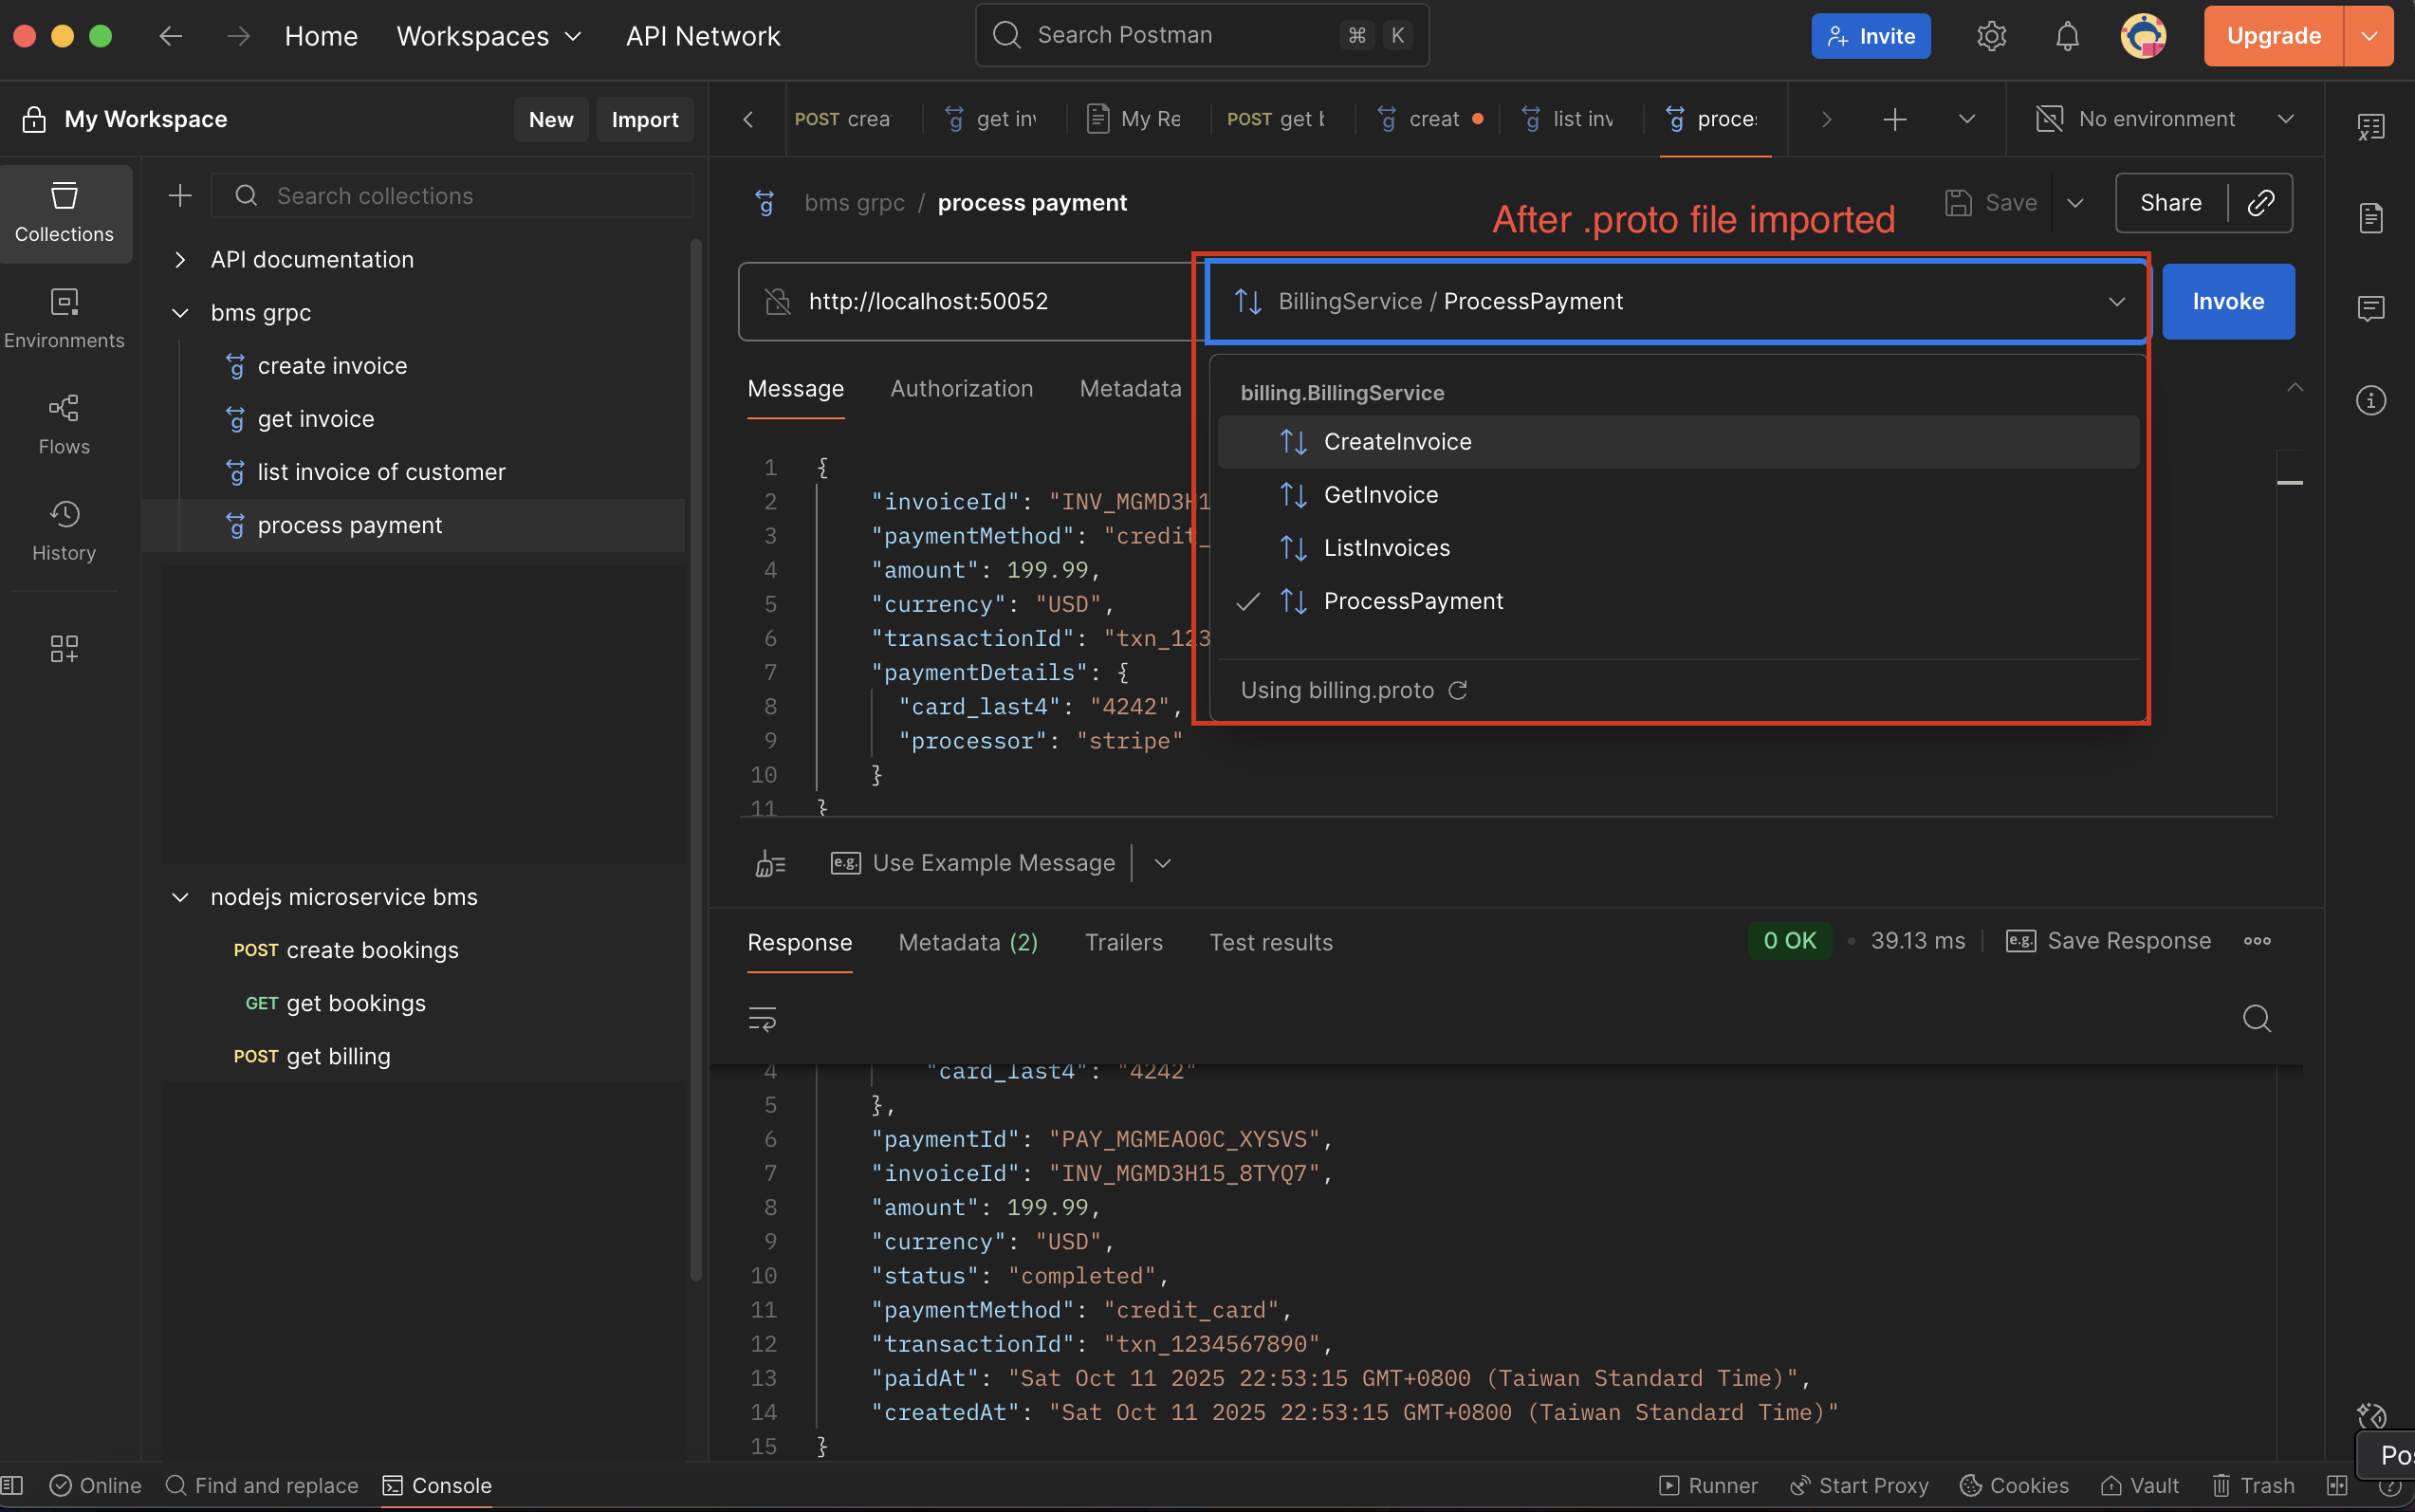 Home Workspaces API Network Search Postman ⌘ K Invite Upgrade
My Workspace New Import
POST crea get inv My Re POST get b creat list inv proce: No environment
Collections
Environments
Flows
History
Search collections
API documentation
bms grpc
create invoice
get invoice
list invoice of customer
process payment
nodejs microservice bms
POST create bookings
GET get bookings
POST get billing
bms grpc / process payment
After .proto file imported
Save Share
http://localhost:50052
BillingService / ProcessPayment
Invoke
Message Authorization Metadata
billing.BillingService
CreateInvoice
GetInvoice
ListInvoices
ProcessPayment
Using billing.proto
1 {
2 "invoiceId": "INV_MGMD3H1
3 "paymentMethod": "credit_
4 "amount": 199.99,
5 "currency": "USD",
6 "transactionId": "txn_123
7 "paymentDetails": {
8 "card_last4": "4242",
9 "processor": "stripe"
10 }
11 }
e.g. Use Example Message
Response Metadata (2) Trailers Test results 0 OK • 39.13 ms e.g. Save Response
4 "card_last4": "4242"
5 },
6 "paymentId": "PAY_MGMEAO0C_XYSVS",
7 "invoiceId": "INV_MGMD3H15_8TYQ7",
8 "amount": 199.99,
9 "currency": "USD",
10 "status": "completed",
11 "paymentMethod": "credit_card",
12 "transactionId": "txn_1234567890",
13 "paidAt": "Sat Oct 11 2025 22:53:15 GMT+0800 (Taiwan Standard Time)",
14 "createdAt": "Sat Oct 11 2025 22:53:15 GMT+0800 (Taiwan Standard Time)"
15 }
Pos
Online Find and replace Console Runner Start Proxy Cookies Vault Trash